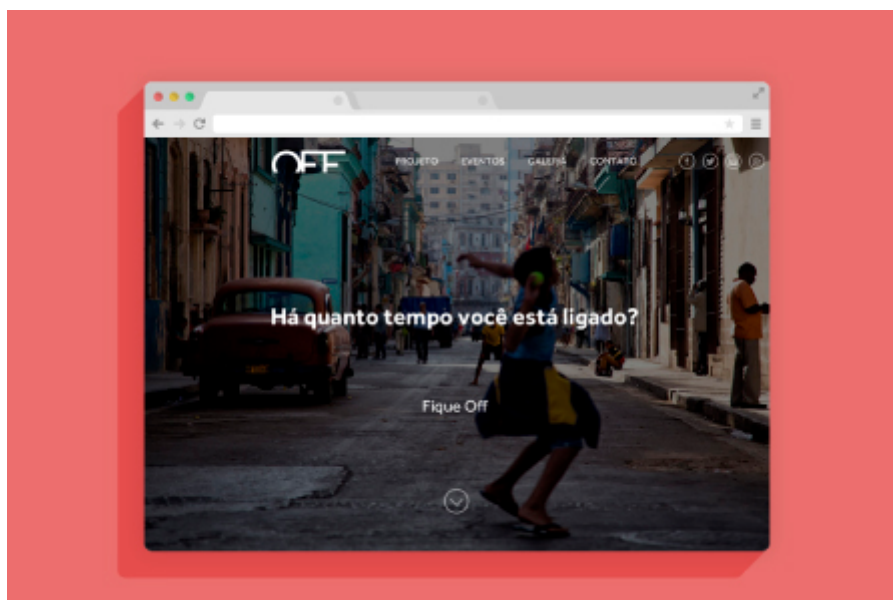 OFF
PROJETO EVENTOS GALERIA CONTATO
Há quanto tempo você está ligado?
Fique Off